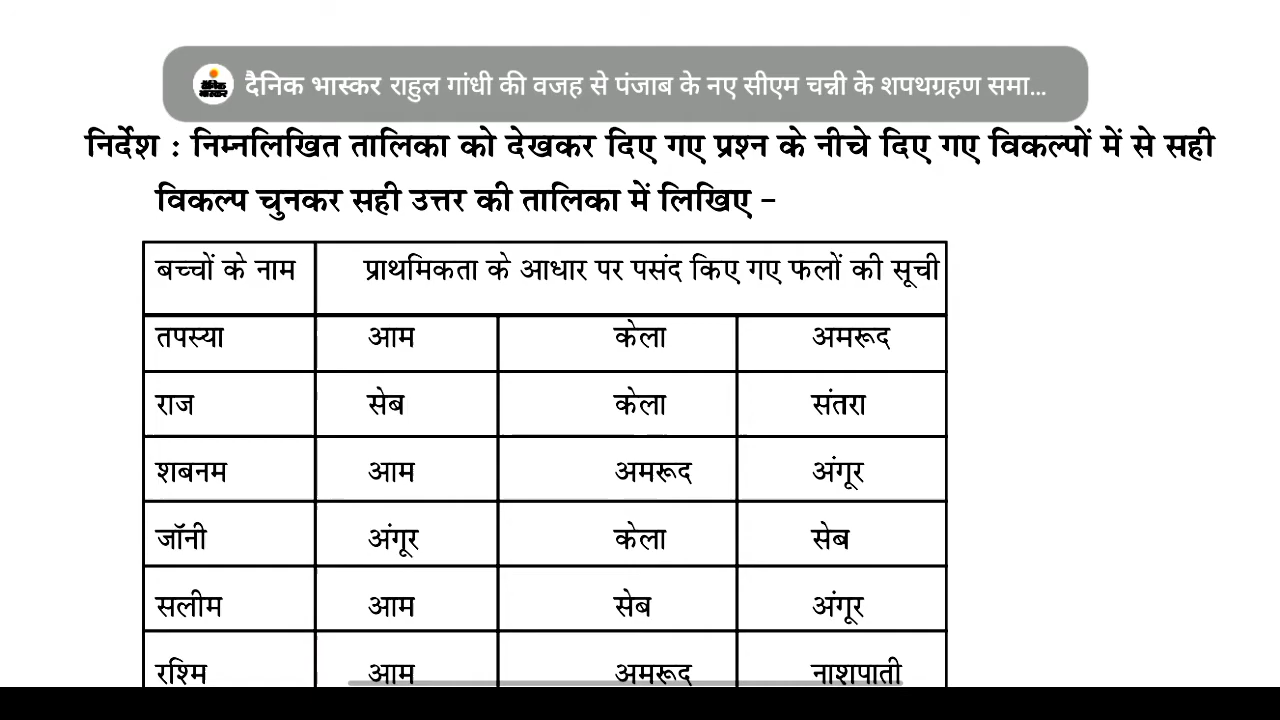 दैनिक भास्कर राहुल गांधी की वजह से पंजाब के नए सीएम चन्नी के शपथग्रहण समा...
निर्देश : निम्नलिखित तालिका को देखकर दिए गए प्रश्न के नीचे दिए गए विकल्पों में से सही
विकल्प चुनकर सही उत्तर की तालिका में लिखिए -
बच्चों के नाम प्राथमिकता के आधार पर पसंद किए गए फलों की सूची
तपस्या आम केला अमरूद
राज सेब केला संतरा
शबनम आम अमरूद अंगूर
जॉनी अंगूर केला सेब
सलीम आम सेब अंगूर
रश्मि आम अमरूद नाशपाती